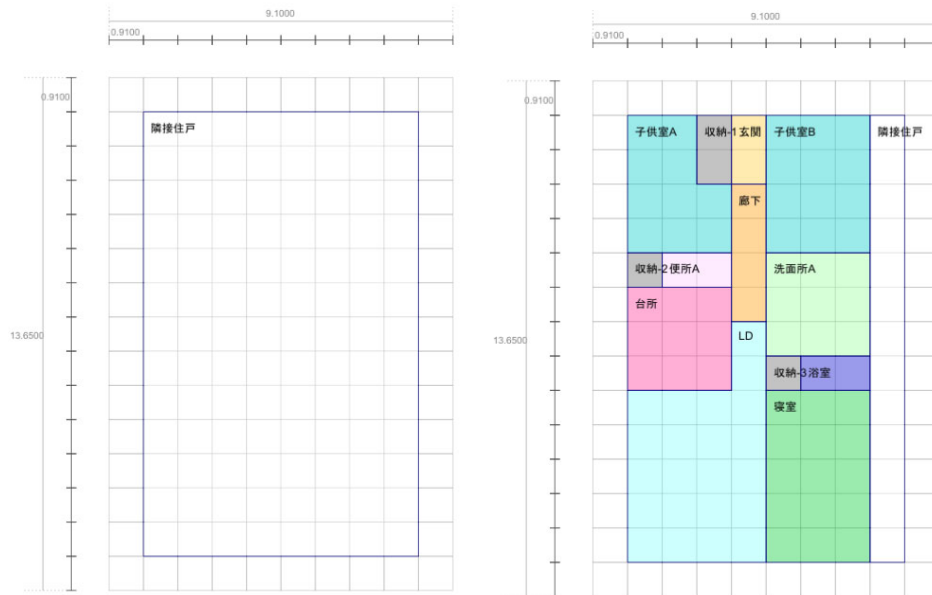 9.1000
0.9100
0.9100
13.6500
隣接住戸
9.1000
0.9100
0.9100
13.6500
子供室A
収納-1
玄関
子供室B
隣接住戸
廊下
収納-2
便所A
洗面所A
台所
LD
収納-3
浴室
寝室